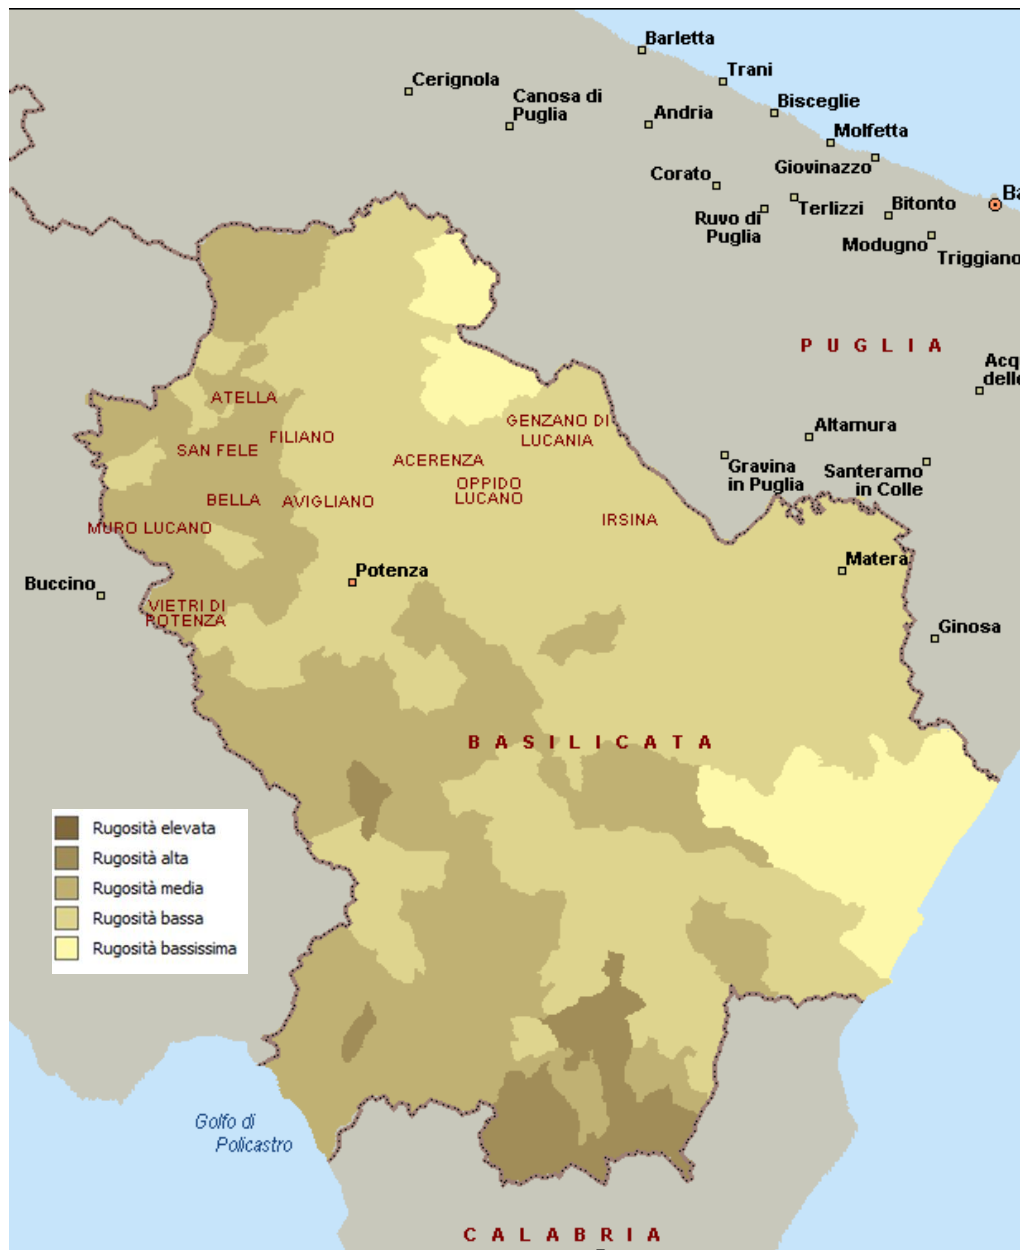 Barletta
Trani
Cerignola
Canosa di
Puglia
Bisceglie
Andria
Molfetta
Giovinazzo
Corato
Terlizzi
Bitonto
Ba
Ruvo di
Puglia
Modugno
Triggiano
PUGLIA
Acq
delle
ATELLA
GENZANO DI
LUCANIA
Altamura
FILIANO
SAN FELE
ACERENZA
Gravina
in Puglia
Santeramo
in Colle
OPPIDO
LUCANO
BELLA
AVIGLIANO
IRSINA
MURO LUCANO
Matera
Potenza
Buccino
VIETRI DI
POTENZA
Ginosa
BASILICATA
Rugosità elevata
Rugosità alta
Rugosità media
Rugosità bassa
Rugosità bassissima
Golfo di
Policastro
CALABRIA